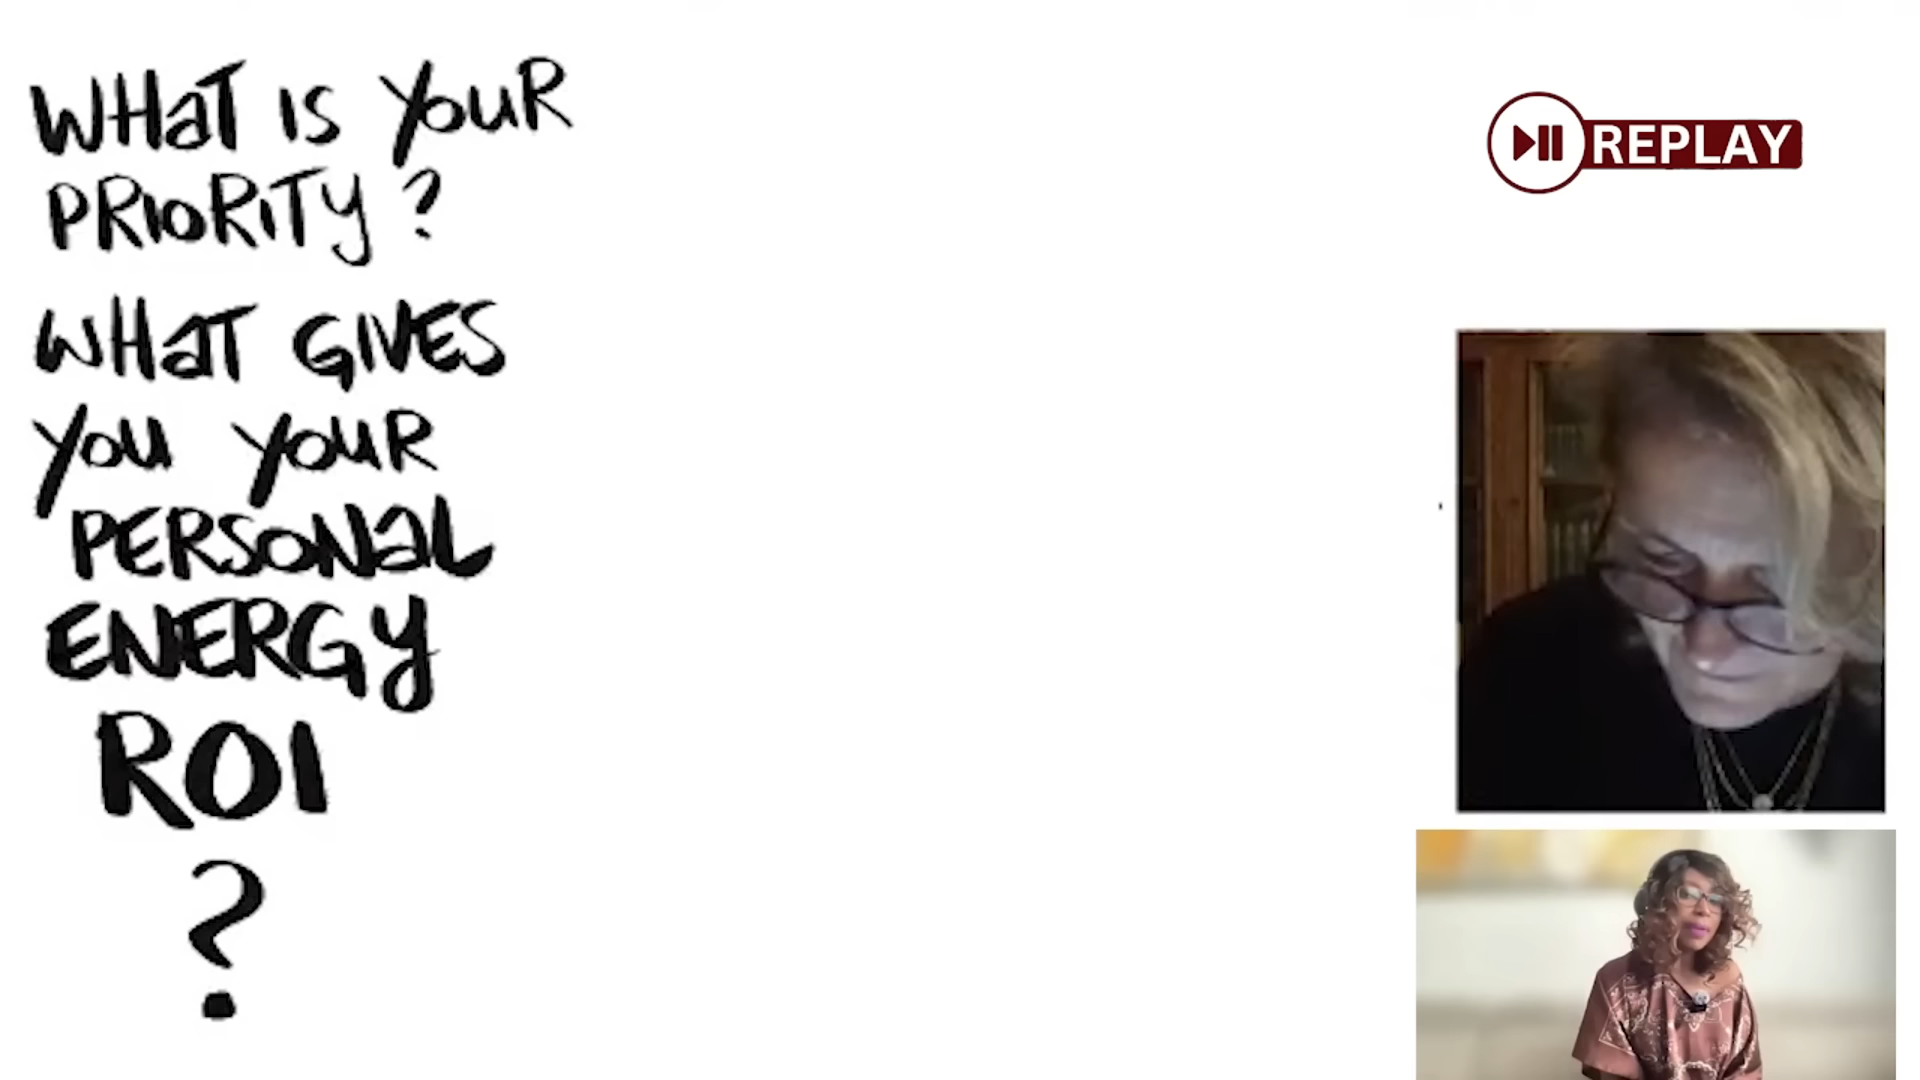 WHAT IS YOUR
PRIORITY?
WHAT GIVES
YOU YOUR
PERSONAL
ENERGY
ROI
?
REPLAY